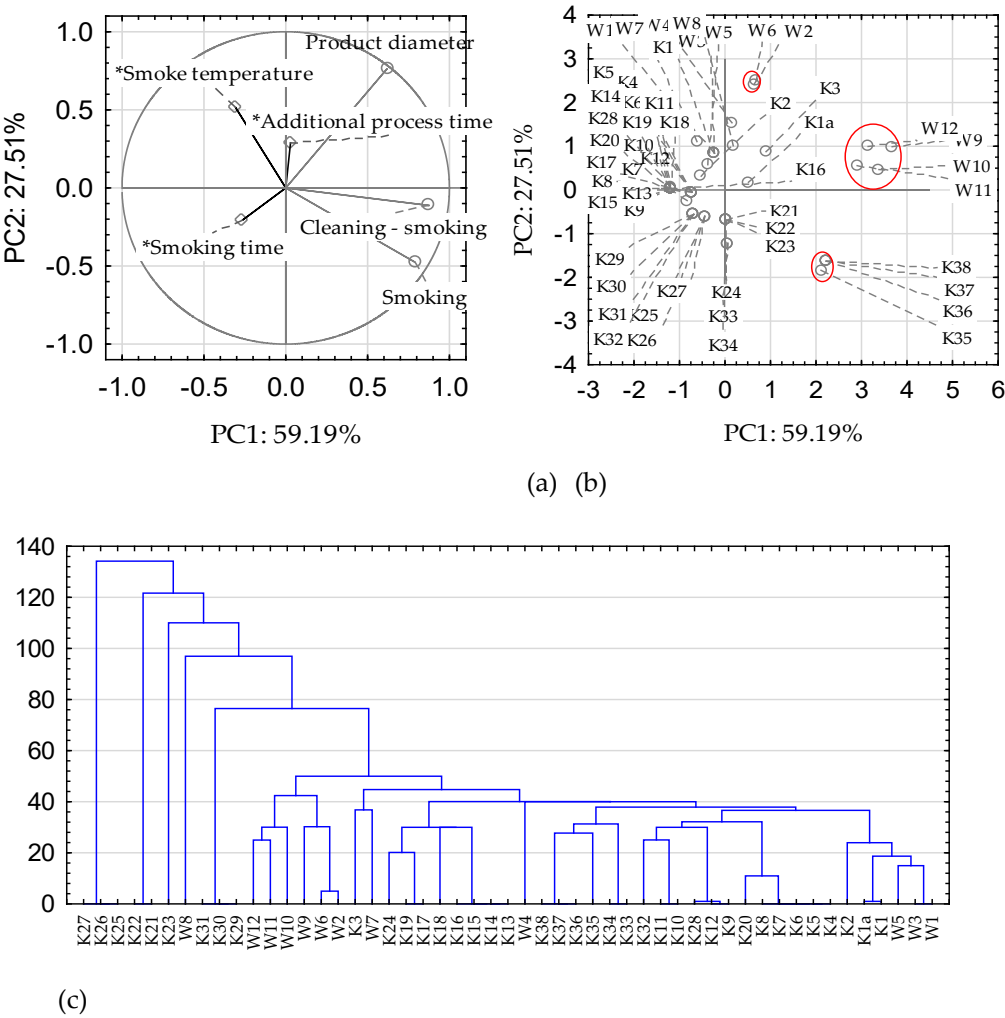 1.0
0.5
0.0
-0.5
-1.0
-1.0
-0.5
0.0
0.5
1.0
PC2: 27.51%
PC1: 59.19%
Product diameter
*Smoke temperature
*Additional process time
Cleaning - smoking
*Smoking time
Smoking
4
3
2
1
0
-1
-2
-3
-4
-3
-2
-1
0
1
2
3
4
5
6
PC2: 27.51%
PC1: 59.19%
W7
W8
W5
W6
W2
K1
K5
K4
K3
K14
K11
K2
K28
K19
K18
K1a
K20
K10
K12
K17
K7
K16
K8
K13
K15
K9
W12
W9
W10
W11
K21
K22
K23
K29
K30
K27
K24
K31
K25
K33
K32
K26
K34
K38
K37
K36
K35
(a) (b)
140
120
100
80
60
40
20
0
K27
K26
K25
K22
K21
K23
W8
K31
K30
K29
W12
W11
W10
W9
W6
W2
K3
W7
K24
K19
K17
K18
K16
K15
K14
K13
W4
K38
K37
K36
K35
K34
K33
K32
K11
K10
K28
K12
K9
K20
K8
K7
K6
K5
K4
K2
K1a
K1
W5
W3
W1
(c)